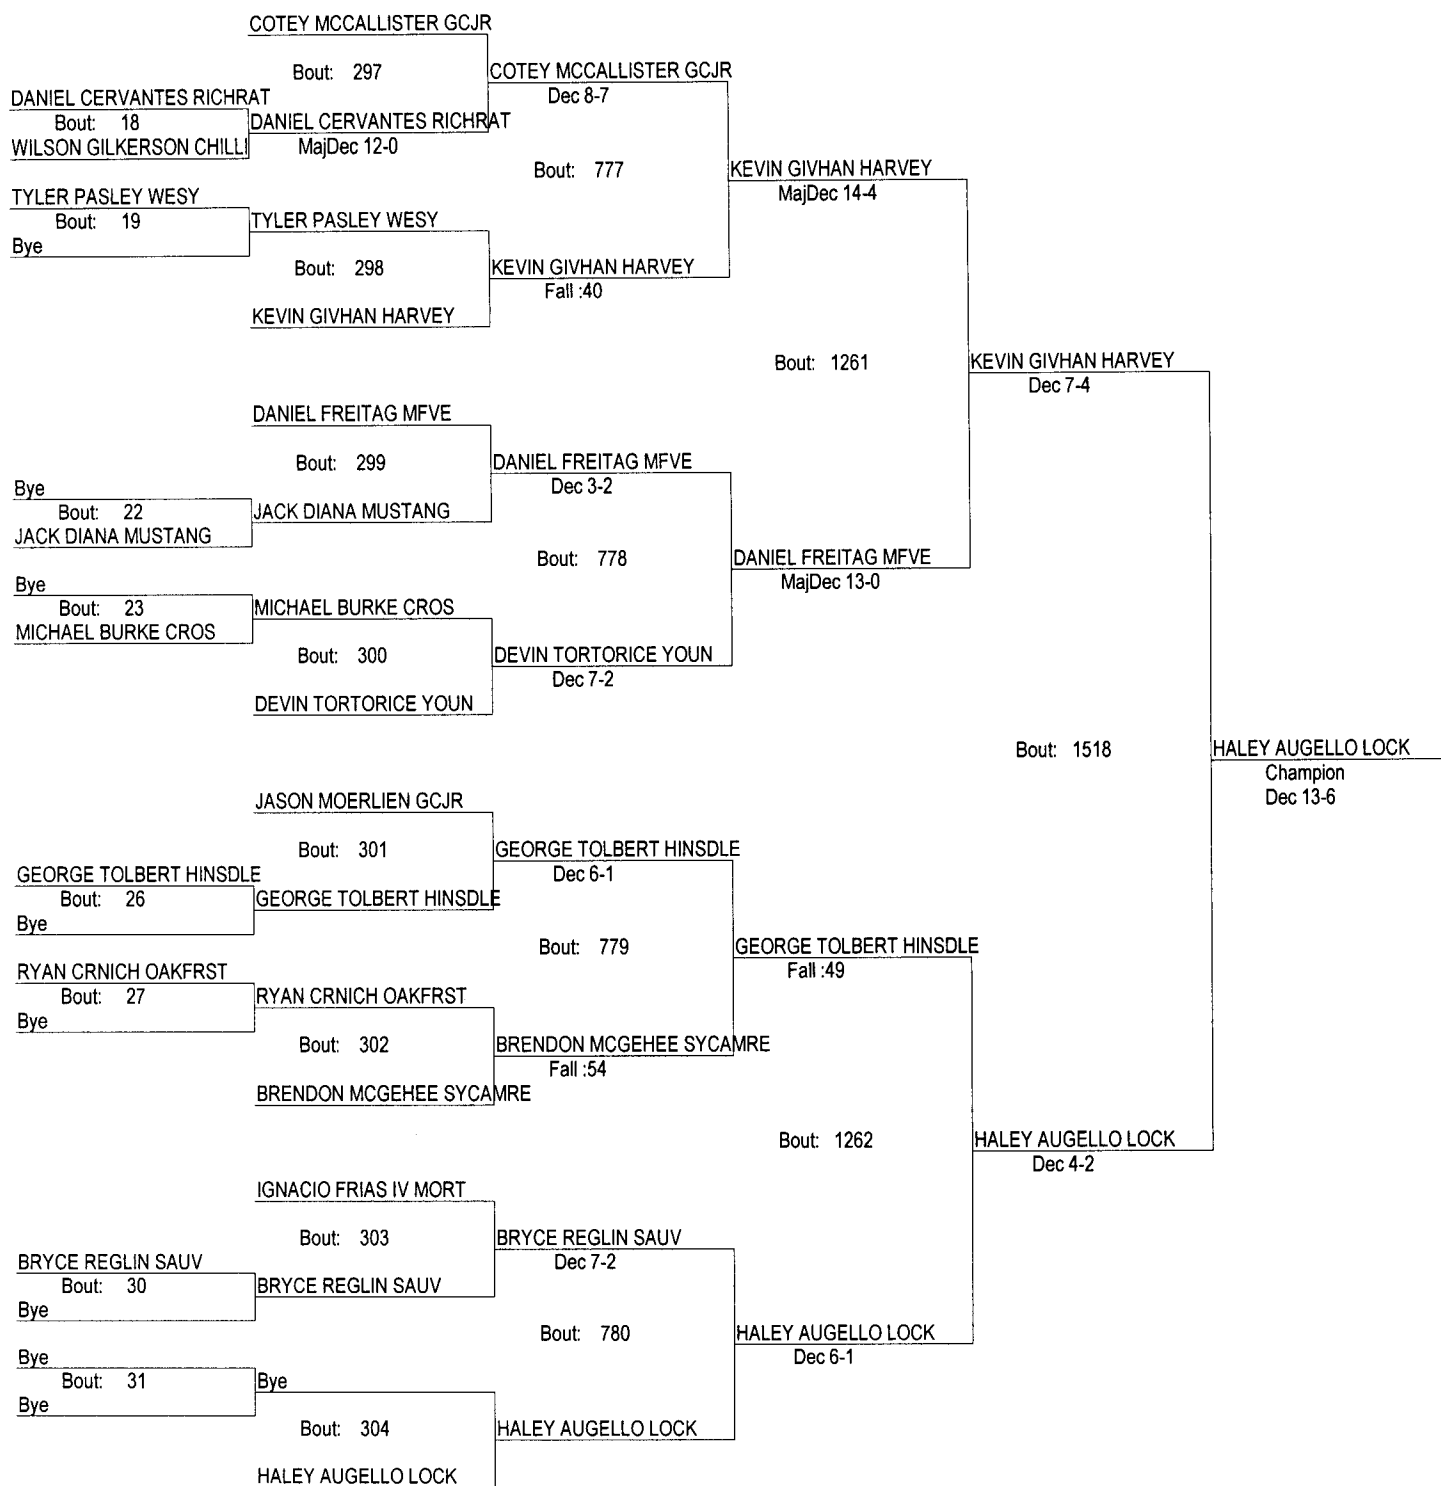 COTEY MCCALLISTER GCJR
Bout: 297
COTEY MCCALLISTER GCJR
Dec 8-7
DANIEL CERVANTES RICHRAT
Bout: 18
DANIEL CERVANTES RICHRAT
WILSON GILKERSON CHILLI
MajDec 12-0
Bout: 777
KEVIN GIVHAN HARVEY
MajDec 14-4
TYLER PASLEY WESY
Bout: 19
TYLER PASLEY WESY
Bye
Bout: 298
KEVIN GIVHAN HARVEY
Fall :40
KEVIN GIVHAN HARVEY
Bout: 1261
KEVIN GIVHAN HARVEY
Dec 7-4
DANIEL FREITAG MFVE
Bout: 299
DANIEL FREITAG MFVE
Dec 3-2
Bye
Bout: 22
JACK DIANA MUSTANG
JACK DIANA MUSTANG
Bout: 778
DANIEL FREITAG MFVE
MajDec 13-0
Bye
Bout: 23
MICHAEL BURKE CROS
MICHAEL BURKE CROS
Bout: 300
DEVIN TORTORICE YOUN
Dec 7-2
DEVIN TORTORICE YOUN
Bout: 1518
HALEY AUGELLO LOCK
Champion
Dec 13-6
JASON MOERLIEN GCJR
Bout: 301
GEORGE TOLBERT HINSDLE
Dec 6-1
GEORGE TOLBERT HINSDLE
Bout: 26
GEORGE TOLBERT HINSDLE
Bye
Bout: 779
GEORGE TOLBERT HINSDLE
Fall :49
RYAN CRNICH OAKFRST
Bout: 27
RYAN CRNICH OAKFRST
Bye
Bout: 302
BRENDON MCGEHEE SYCAMRE
Fall :54
BRENDON MCGEHEE SYCAMRE
Bout: 1262
HALEY AUGELLO LOCK
Dec 4-2
IGNACIO FRIAS IV MORT
Bout: 303
BRYCE REGLIN SAUV
Dec 7-2
BRYCE REGLIN SAUV
Bout: 30
BRYCE REGLIN SAUV
Bye
Bout: 780
HALEY AUGELLO LOCK
Dec 6-1
Bye
Bout: 31
Bye
Bye
Bout: 304
HALEY AUGELLO LOCK
HALEY AUGELLO LOCK